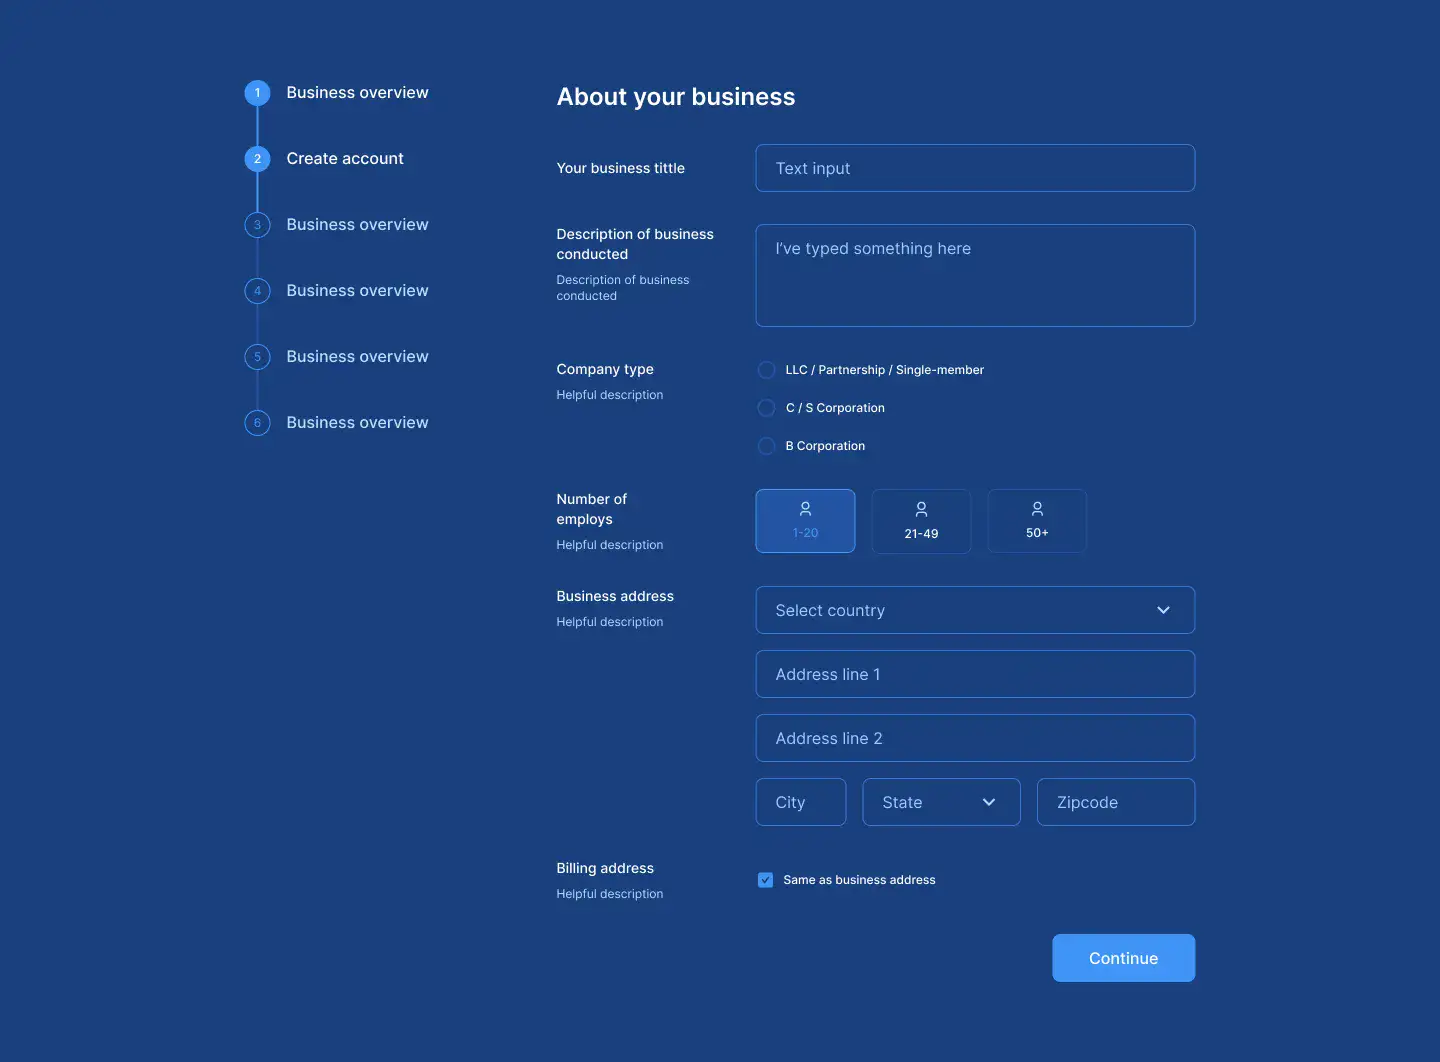 1 Business overview
2 Create account
3 Business overview
4 Business overview
5 Business overview
6 Business overview
About your business
Your business tittle
Text input
Description of business
conducted
Description of business
conducted
I've typed something here
Company type
Helpful description
LLC / Partnership / Single-member
C / S Corporation
B Corporation
Number of
employs
Helpful description
1-20
21-49
50+
Business address
Helpful description
Select country
Address line 1
Address line 2
City
State
Zipcode
Billing address
Helpful description
Same as business address
Continue